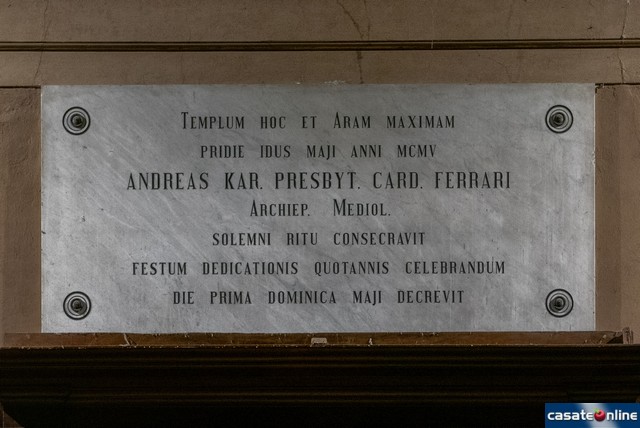 Templum hoc et Aram maximam
pridie idus maji anni mcmv
ANDREAS KAR. PRESBYT. CARD. FERRARI
Archiep. Mediol.
solemni ritu consecravit
festum dedicationis quotannis celebrandum
die prima dominica maji decrevit
casateonline